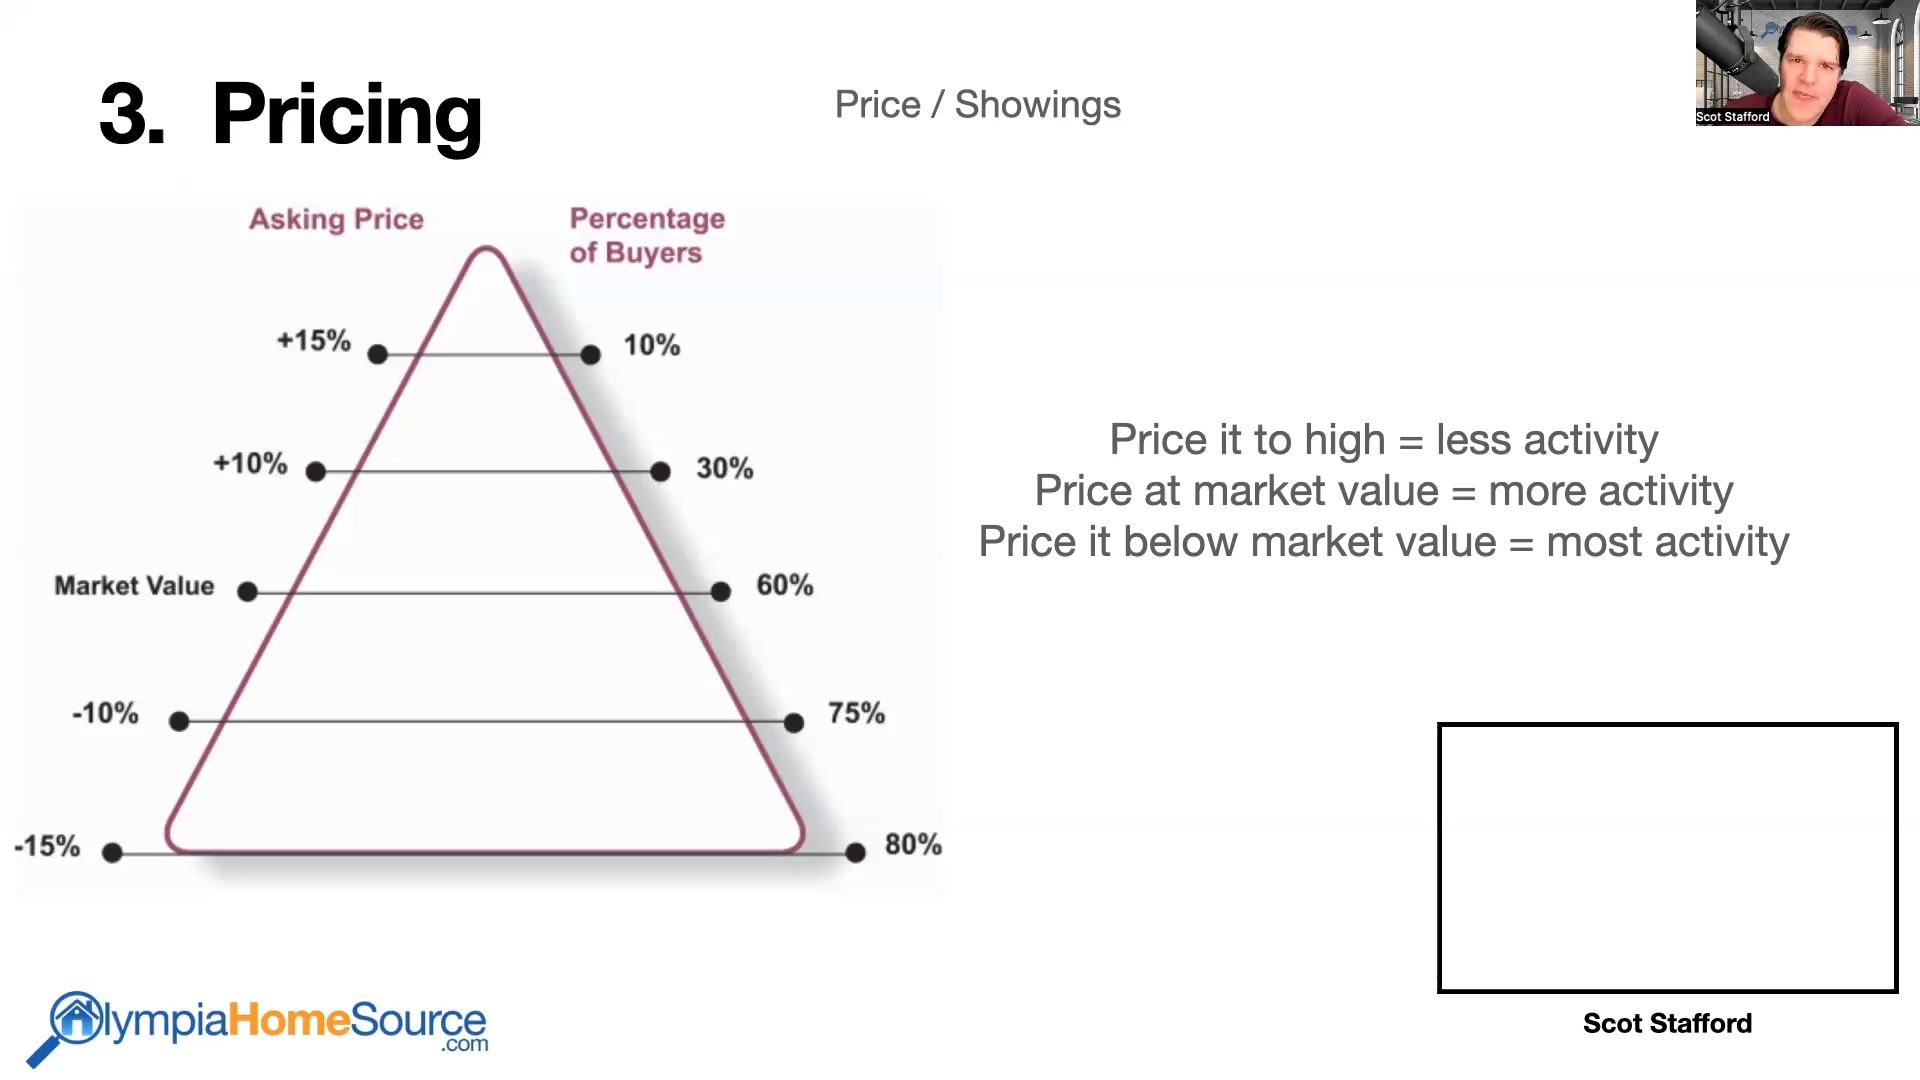 3. Pricing
Price / Showings
Scot Stafford
Asking Price
Percentage
of Buyers
+15%
10%
+10%
30%
Market Value
60%
-10%
75%
-15%
80%
Price it to high = less activity
Price at market value = more activity
Price it below market value = most activity
OlympiaHomeSource
.com
Scot Stafford